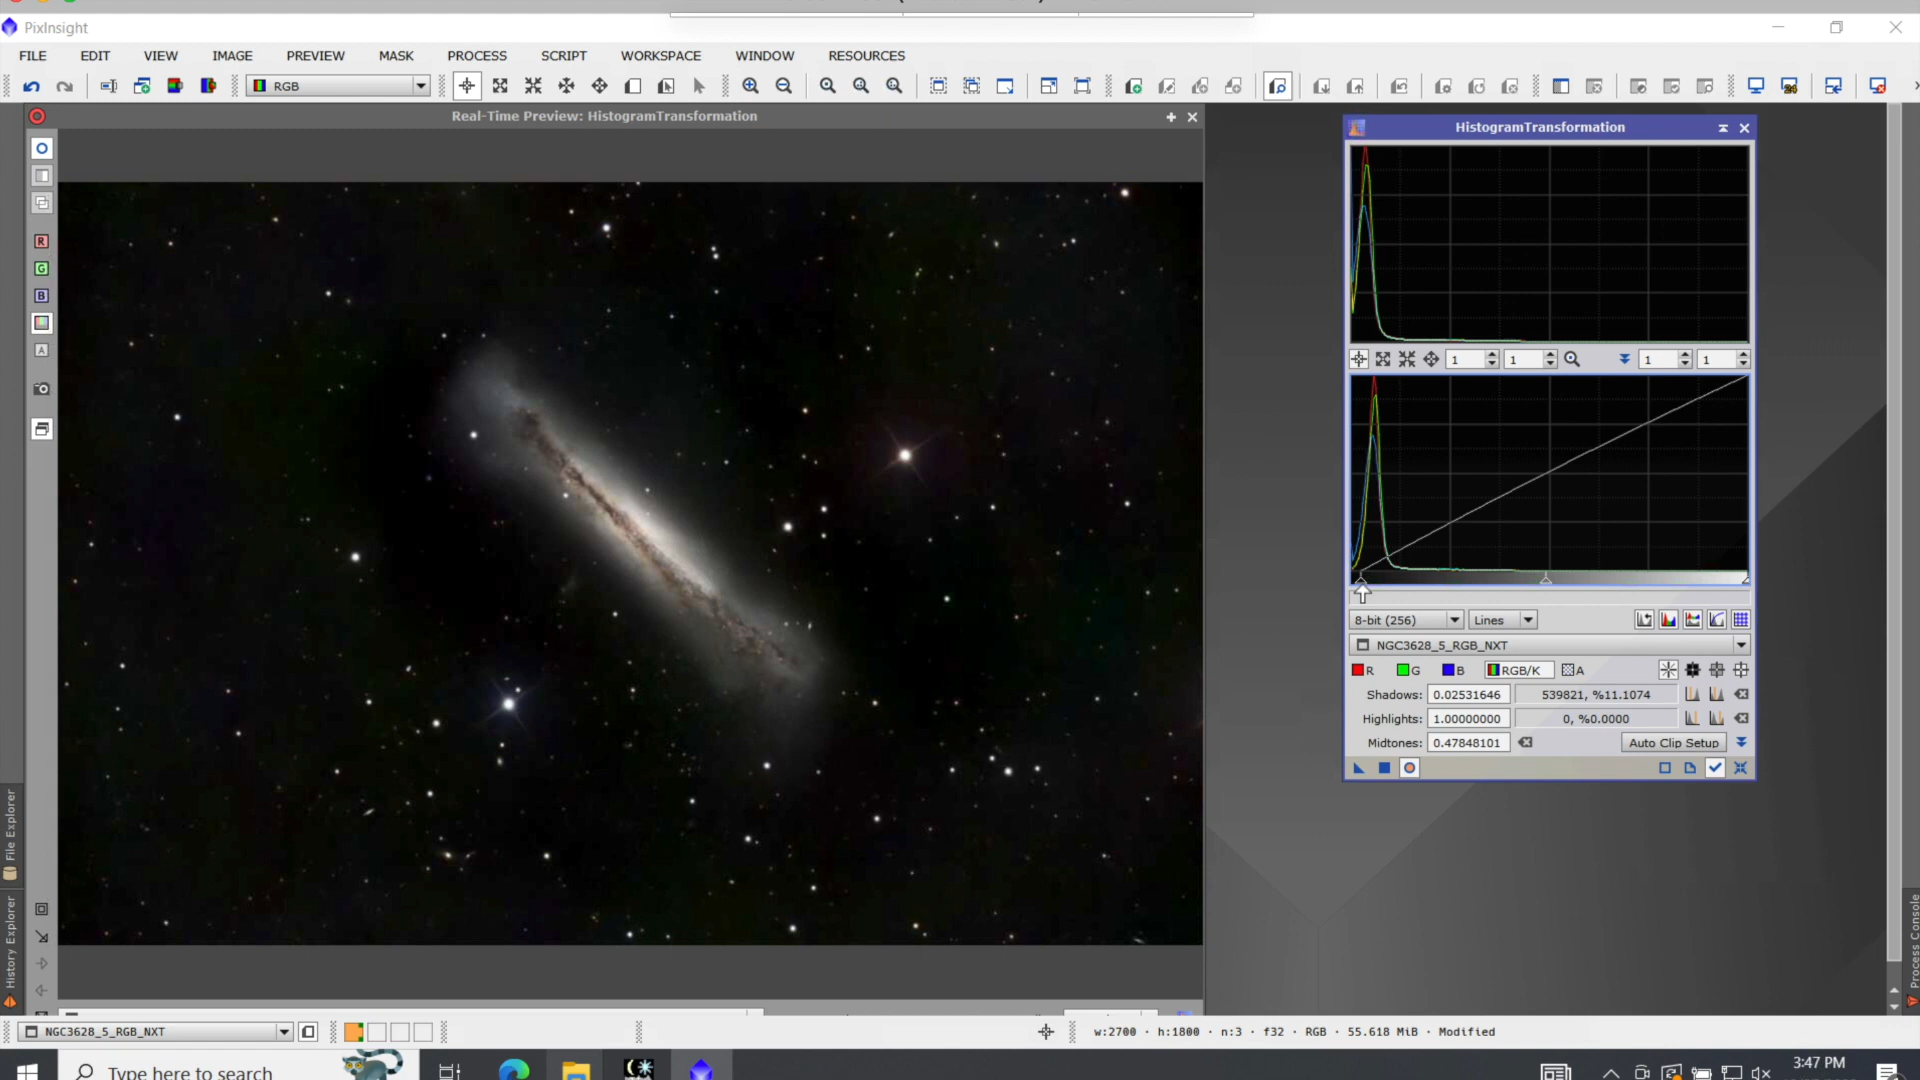 PixInsight
FILE EDIT VIEW IMAGE PREVIEW MASK PROCESS SCRIPT WORKSPACE WINDOW RESOURCES
RGB
24
Real-Time Preview: HistogramTransformation
HistogramTransformation
R
G
B
A
1 1 1 1
8-bit (256) Lines
NGC3628_5_RGB_NXT
R G B RGB/K A
Shadows: 0.02531646 539821, %11.1074
Highlights: 1.00000000 0, %0.0000
Midtones: 0.47848101 Auto Clip Setup
File Explorer
History Explorer
Process Console
NGC3628_5_RGB_NXT
w:2700 · h:1800 · n:3 · f32 · RGB · 55.618 MiB · Modified
Type here to search
3:47 PM